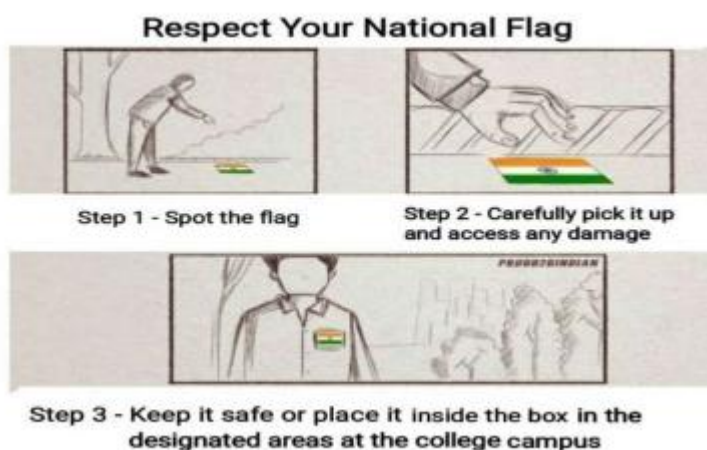 Respect Your National Flag
Step 1 - Spot the flag
Step 2 - Carefully pick it up
and access any damage
PROUD2BINDIAN
Step 3 - Keep it safe or place it inside the box in the
designated areas at the college campus